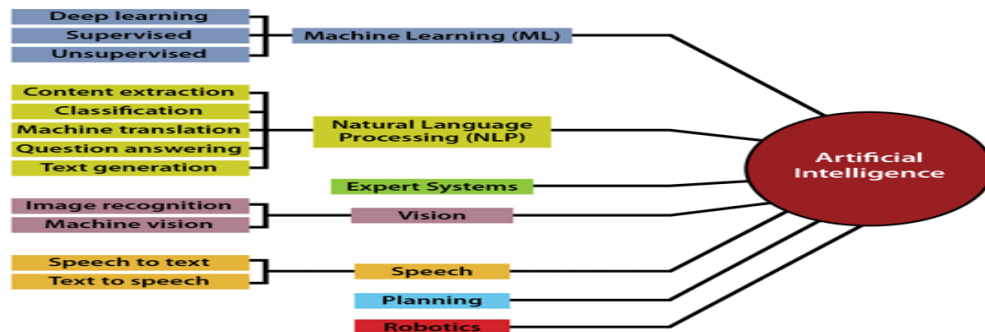 Deep learning
Supervised
Unsupervised
Machine Learning (ML)
Content extraction
Classification
Machine translation
Question answering
Text generation
Natural Language
Processing (NLP)
Expert Systems
Image recognition
Machine vision
Vision
Speech to text
Text to speech
Speech
Planning
Robotics
Artificial
Intelligence